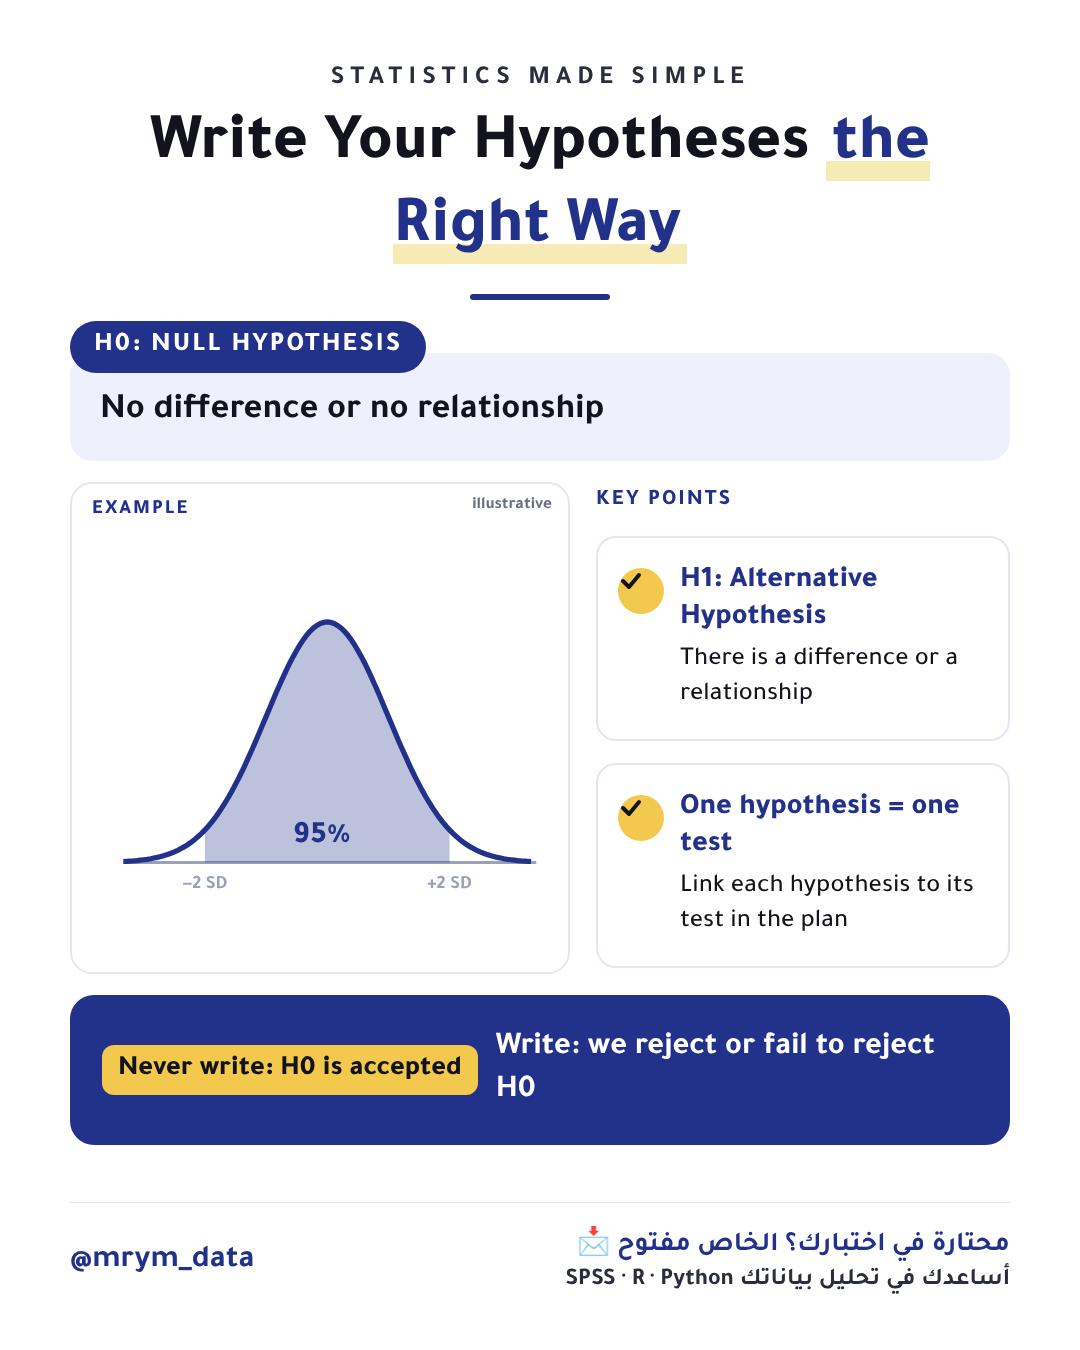 STATISTICS MADE SIMPLE
Write Your Hypotheses the
Right Way
H0: NULL HYPOTHESIS
No difference or no relationship
EXAMPLE
illustrative
95%
−2 SD
+2 SD
KEY POINTS
H1: Alternative
Hypothesis
There is a difference or a
relationship
One hypothesis = one
test
Link each hypothesis to its
test in the plan
Never write: H0 is accepted
Write: we reject or fail to reject
H0
@mrym_data
محتارة في اختبارك؟ الخاص مفتوح 📩
أساعدك في تحليل بياناتك SPSS · R · Python